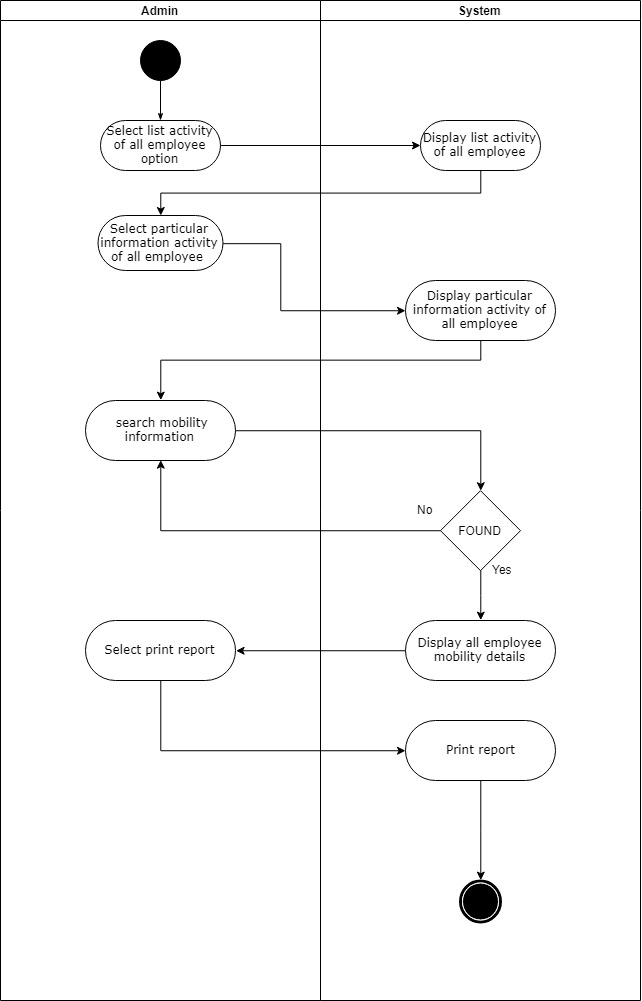 Admin
System
Select list activity
of all employee
option
Display list activity
of all employee
Select particular
information activity
of all employee
Display particular
information activity of
all employee
search mobility
information
No
FOUND
Yes
Select print report
Display all employee
mobility details
Print report